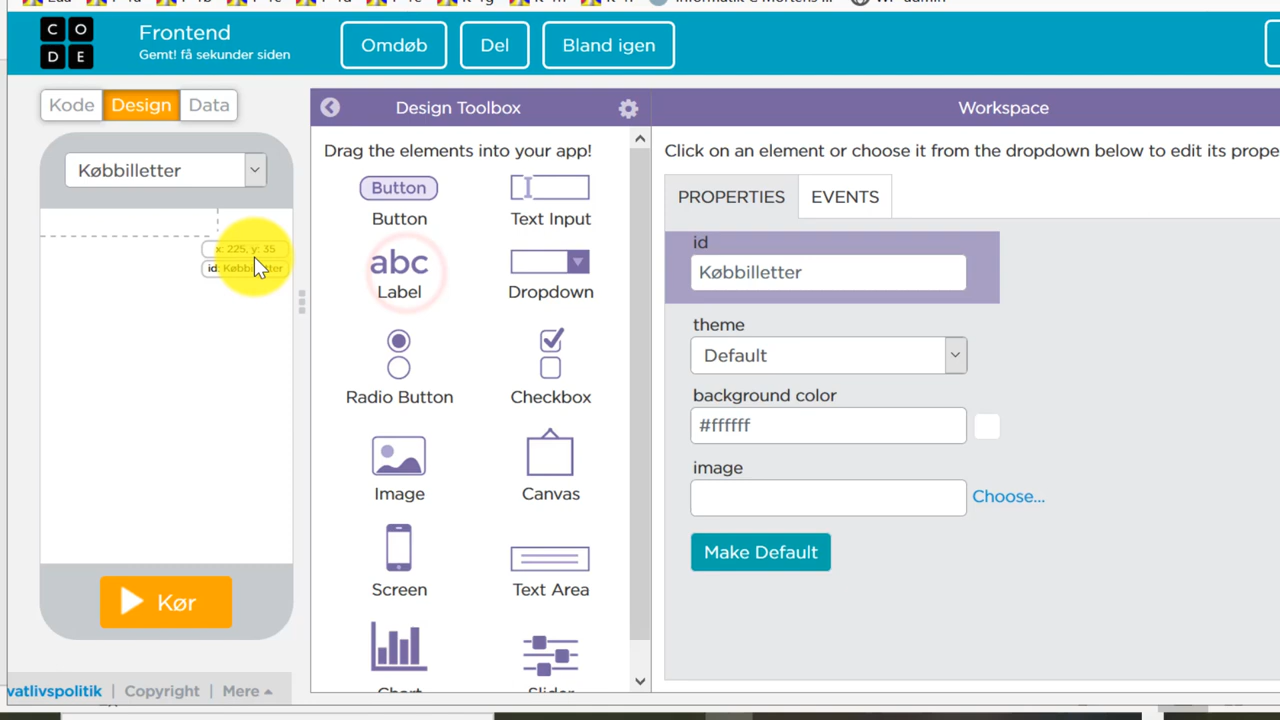 C O D E
Frontend
Gemt! få sekunder siden
Omdøb
Del
Bland igen
Kode
Design
Data
Design Toolbox
Workspace
Købbilletter
Drag the elements into your app!
Click on an element or choose it from the dropdown below to edit its prope
Button
Button
Text Input
PROPERTIES
EVENTS
x: 225, y: 35
abc
Label
Dropdown
id
Købbilletter
theme
Default
Radio Button
Checkbox
background color
#ffffff
image
Choose...
Image
Canvas
Make Default
Screen
Text Area
Kør
vatlivspolitik | Copyright | Mere